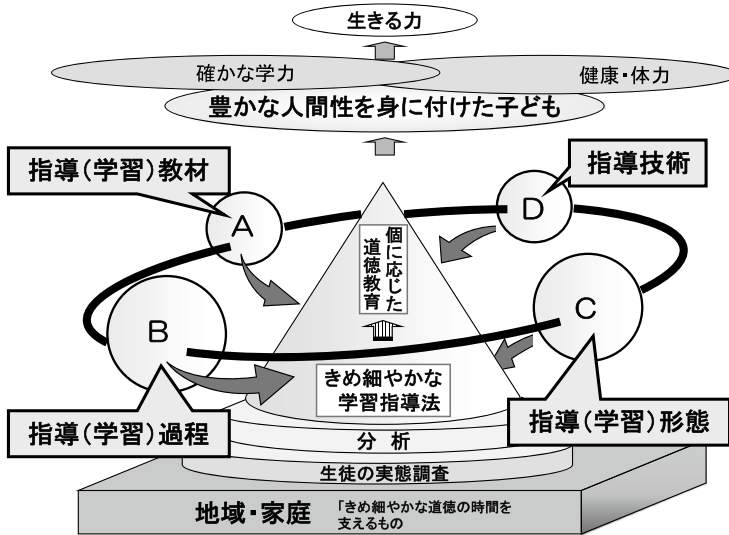 生きる力
確かな学力
健康・体力
豊かな人間性を身に付けた子ども
指導(学習)教材
指導技術
A
D
個に応じた
道徳教育
B
C
きめ細やかな
学習指導法
指導(学習)過程
指導(学習)形態
分析
生徒の実態調査
地域・家庭
「きめ細やかな道徳の時間を
支えるもの